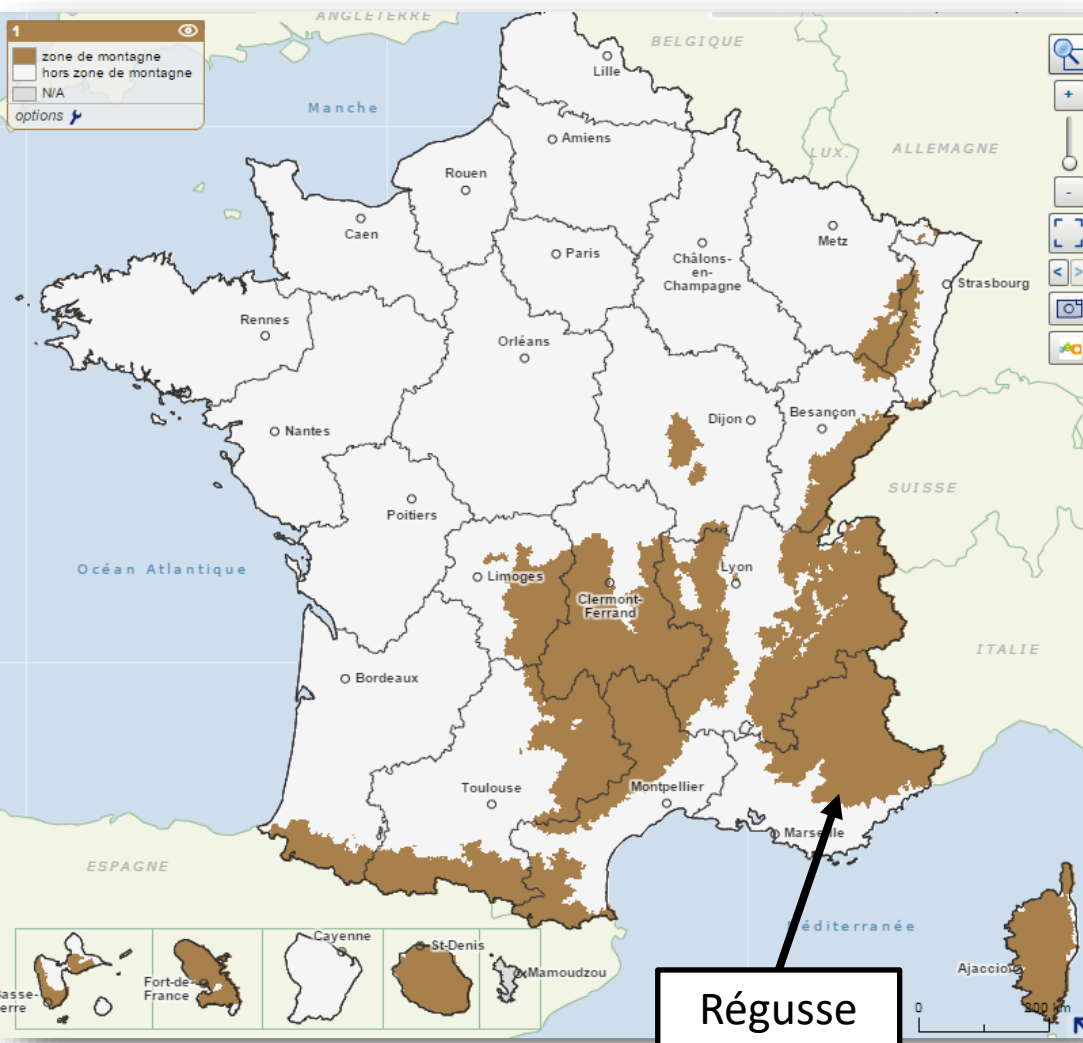 ANGLETERRE
1
zone de montagne
hors zone de montagne
N/A
options
BELGIQUE
Lille
Manche
Amiens
LUX.
ALLEMAGNE
Rouen
Caen
Paris
Châlons-
en-
Champagne
Metz
Strasbourg
Rennes
Orléans
Nantes
Dijon
Besançon
SUISSE
Poitiers
Océan Atlantique
Limoges
Clermont-
Ferrand
Lyon
ITALIE
Bordeaux
Toulouse
Montpellier
Marseille
ESPAGNE
Méditerranée
Cayenne
St-Denis
Mamoudzou
Fort-de-
France
Basse-
erre
Ajaccio
Régusse
0
200 km